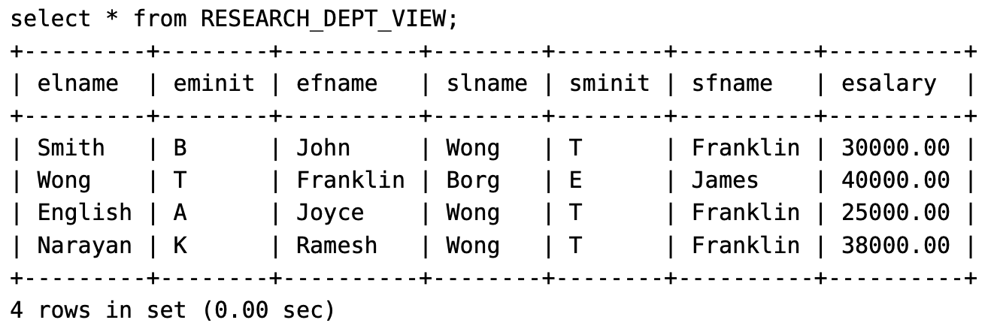 select * from RESEARCH_DEPT_VIEW;
+---------+--------+----------+--------+--------+----------+----------+
| elname  | eminit | efname   | slname | sminit | sfname   | esalary  |
+---------+--------+----------+--------+--------+----------+----------+
| Smith   | B      | John     | Wong   | T      | Franklin | 30000.00 |
| Wong    | T      | Franklin | Borg   | E      | James    | 40000.00 |
| English | A      | Joyce    | Wong   | T      | Franklin | 25000.00 |
| Narayan | K      | Ramesh   | Wong   | T      | Franklin | 38000.00 |
+---------+--------+----------+--------+--------+----------+----------+
4 rows in set (0.00 sec)